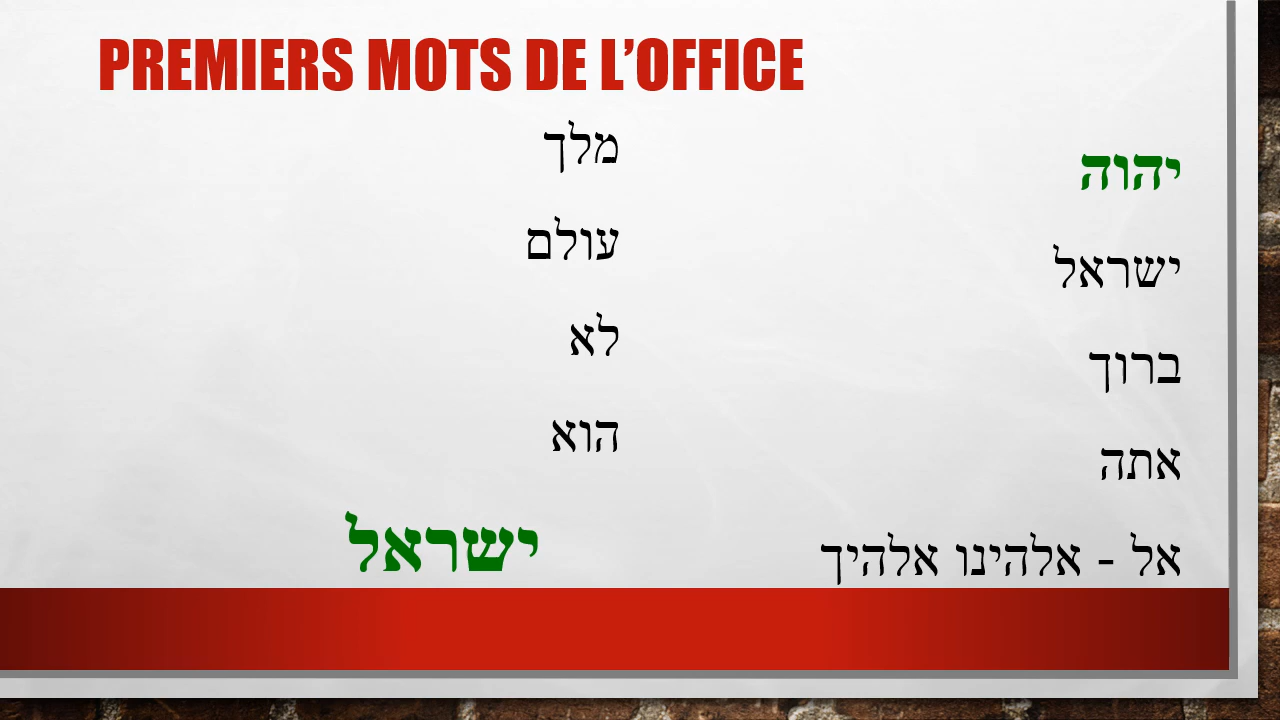 PREMIERS MOTS DE L’OFFICE
יהוה
ישראל
ברוך
אתה
אל - אלהינו אלהיך
מלך
עולם
לא
הוא
ישראל